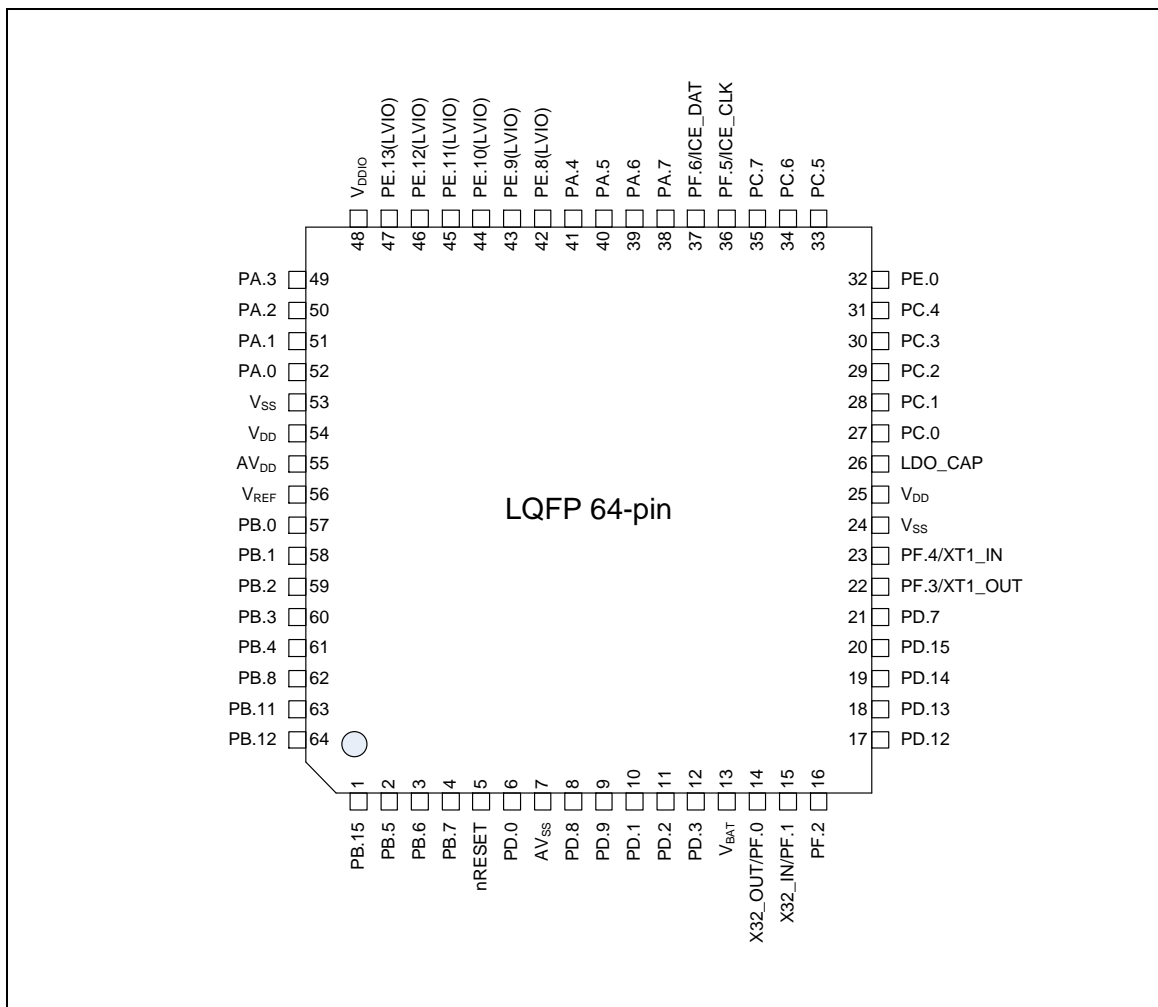 VDDIO
PE.13(LVIO)
PE.12(LVIO)
PE.11(LVIO)
PE.10(LVIO)
PE.9(LVIO)
PE.8(LVIO)
PA.4
PA.5
PA.6
PA.7
PF.6/ICE_DAT
PF.5/ICE_CLK
PC.7
PC.6
PC.5
48
47
46
45
44
43
42
41
40
39
38
37
36
35
34
33
PA.3 49
PA.2 50
PA.1 51
PA.0 52
VSS 53
VDD 54
AVDD 55
VREF 56
PB.0 57
PB.1 58
PB.2 59
PB.3 60
PB.4 61
PB.8 62
PB.11 63
PB.12 64
LQFP 64-pin
32 PE.0
31 PC.4
30 PC.3
29 PC.2
28 PC.1
27 PC.0
26 LDO_CAP
25 VDD
24 VSS
23 PF.4/XT1_IN
22 PF.3/XT1_OUT
21 PD.7
20 PD.15
19 PD.14
18 PD.13
17 PD.12
1
2
3
4
5
6
7
8
9
10
11
12
13
14
15
16
PB.15
PB.5
PB.6
PB.7
nRESET
PD.0
AVSS
PD.8
PD.9
PD.1
PD.2
PD.3
VBAT
X32_OUT/PF.0
X32_IN/PF.1
PF.2